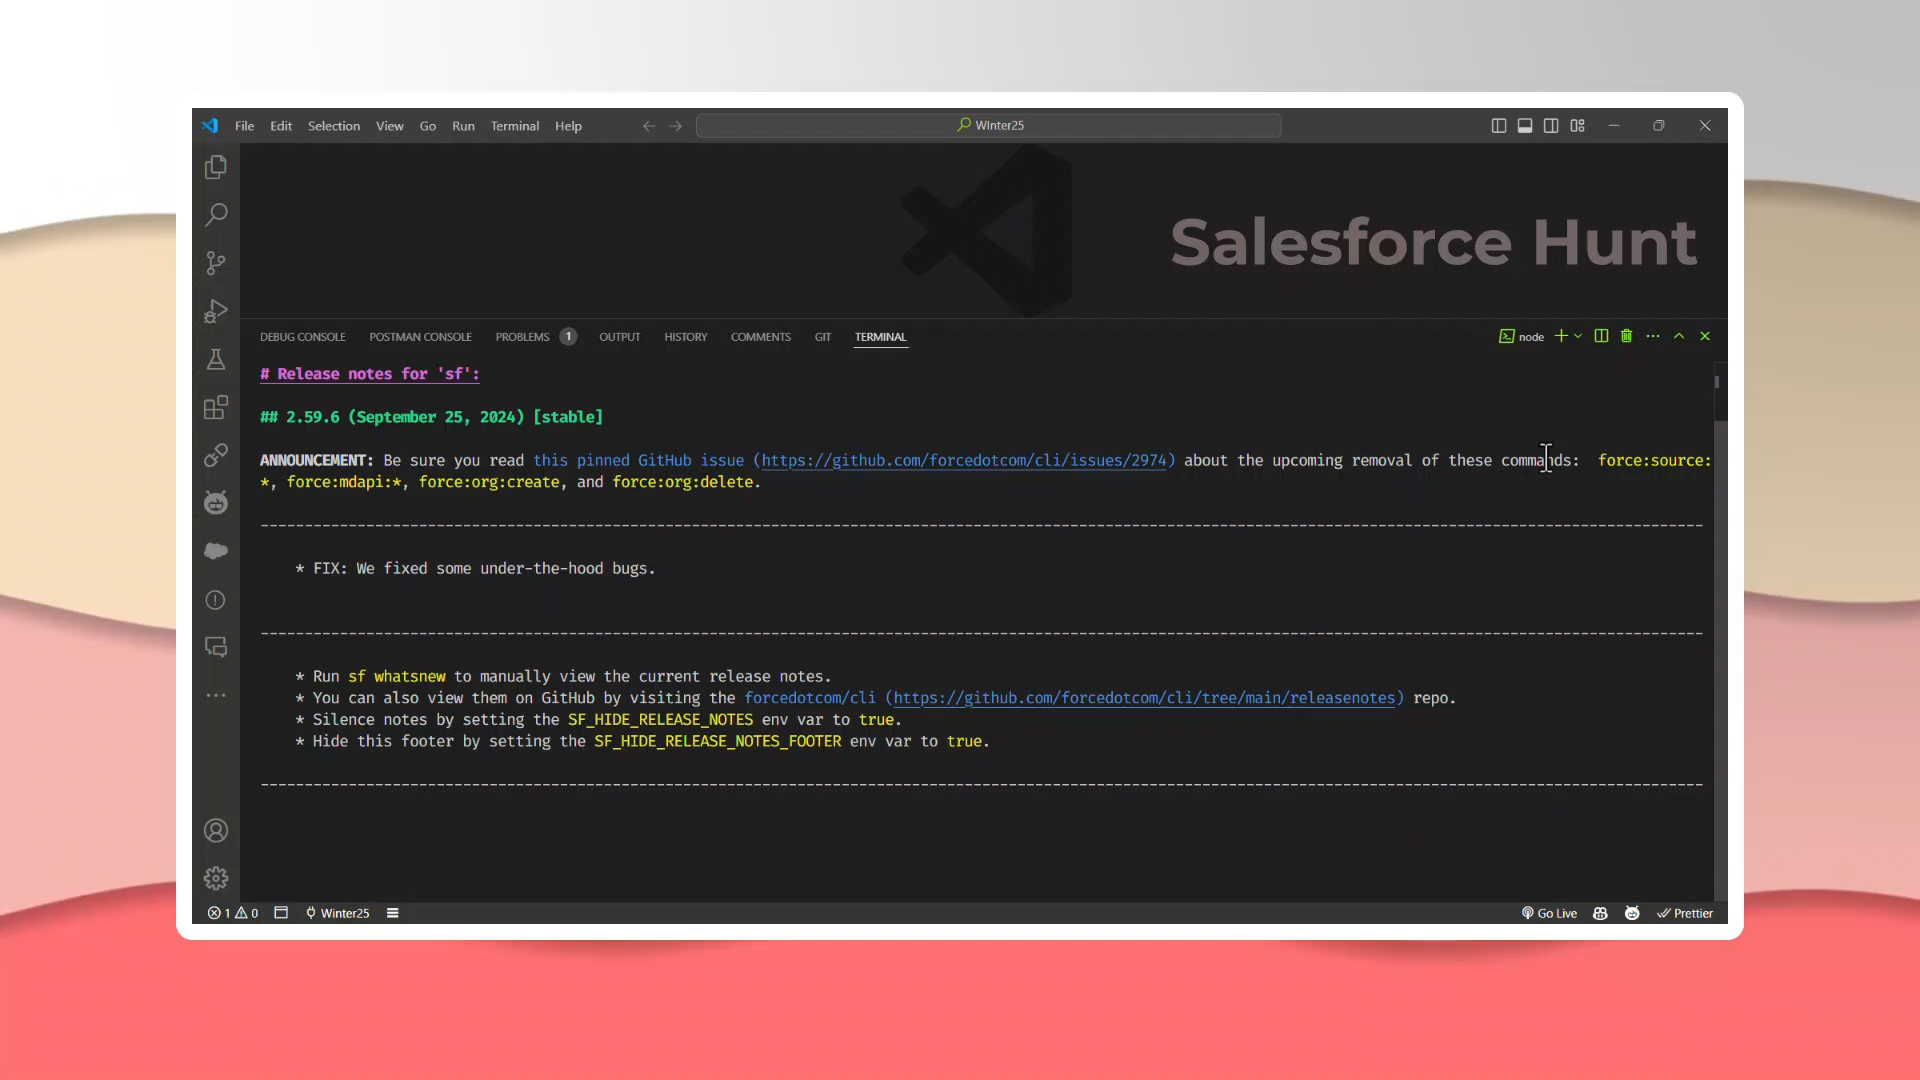 File Edit Selection View Go Run Terminal Help
WInter25
Salesforce Hunt
DEBUG CONSOLE POSTMAN CONSOLE PROBLEMS 1 OUTPUT HISTORY COMMENTS GIT TERMINAL
node
# Release notes for 'sf':
## 2.59.6 (September 25, 2024) [stable]
ANNOUNCEMENT: Be sure you read this pinned GitHub issue (https://github.com/forcedotcom/cli/issues/2974) about the upcoming removal of these commands: force:source:
*, force:mdapi:*, force:org:create, and force:org:delete.
* FIX: We fixed some under-the-hood bugs.
* Run sf whatsnew to manually view the current release notes.
* You can also view them on GitHub by visiting the forcedotcom/cli (https://github.com/forcedotcom/cli/tree/main/releasenotes) repo.
* Silence notes by setting the SF_HIDE_RELEASE_NOTES env var to true.
* Hide this footer by setting the SF_HIDE_RELEASE_NOTES_FOOTER env var to true.
1 0 Winter25 Go Live Prettier